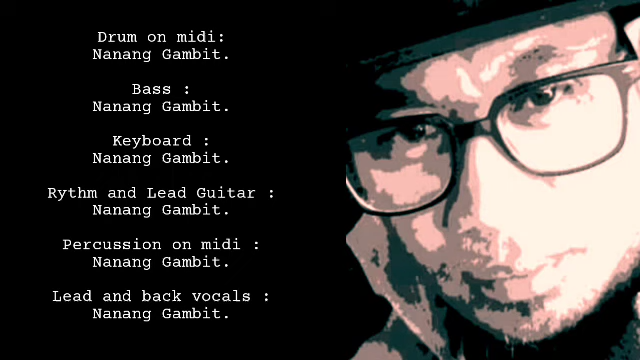 Drum on midi:
Nanang Gambit.
Bass :
Nanang Gambit.
Keyboard :
Nanang Gambit.
Rythm and Lead Guitar :
Nanang Gambit.
Percussion on midi :
Nanang Gambit.
Lead and back vocals :
Nanang Gambit.